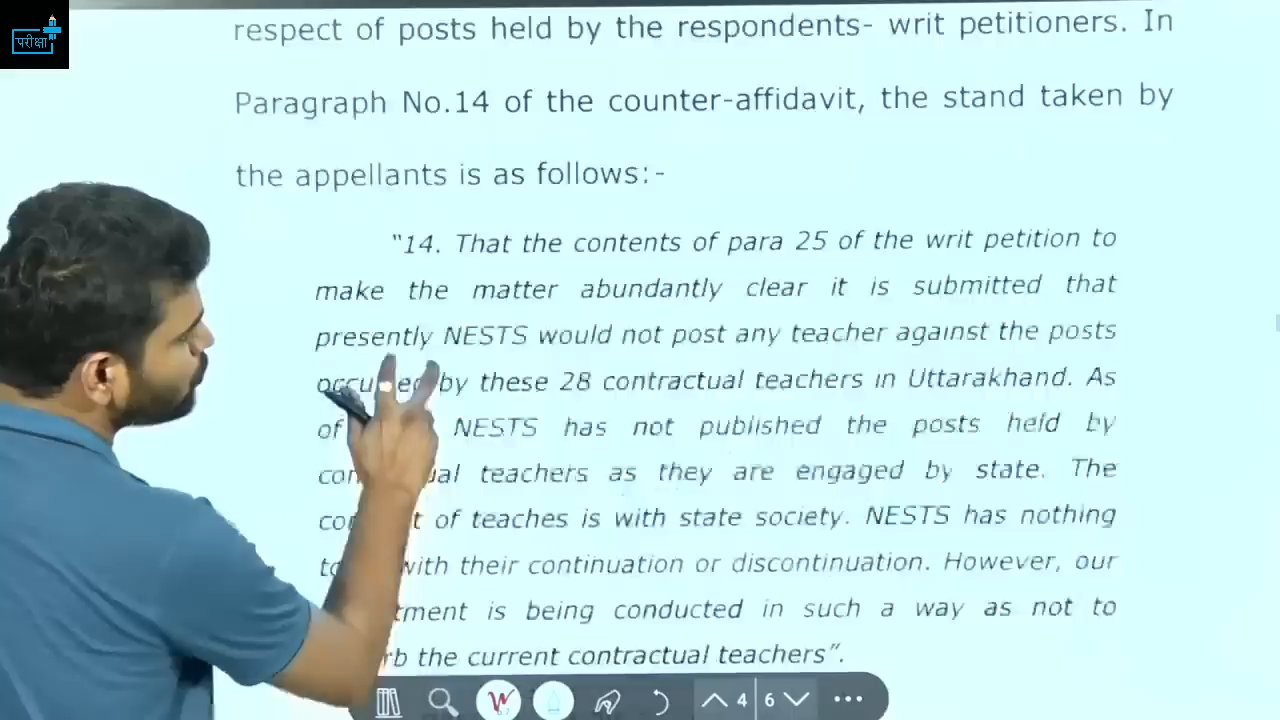 परीक्षा
respect of posts held by the respondents- writ petitioners. In
Paragraph No.14 of the counter-affidavit, the stand taken by
the appellants is as follows:-
"14. That the contents of para 25 of the writ petition to
make the matter abundantly clear it is submitted that
presently NESTS would not post any teacher against the posts
by these 28 contractual teachers in Uttarakhand. As
of NESTS has not published the posts held by
teachers as they are engaged by state. The
of teaches is with state society. NESTS has nothing
with their continuation or discontinuation. However, our
is being conducted in such a way as not to
the current contractual teachers".
4 6